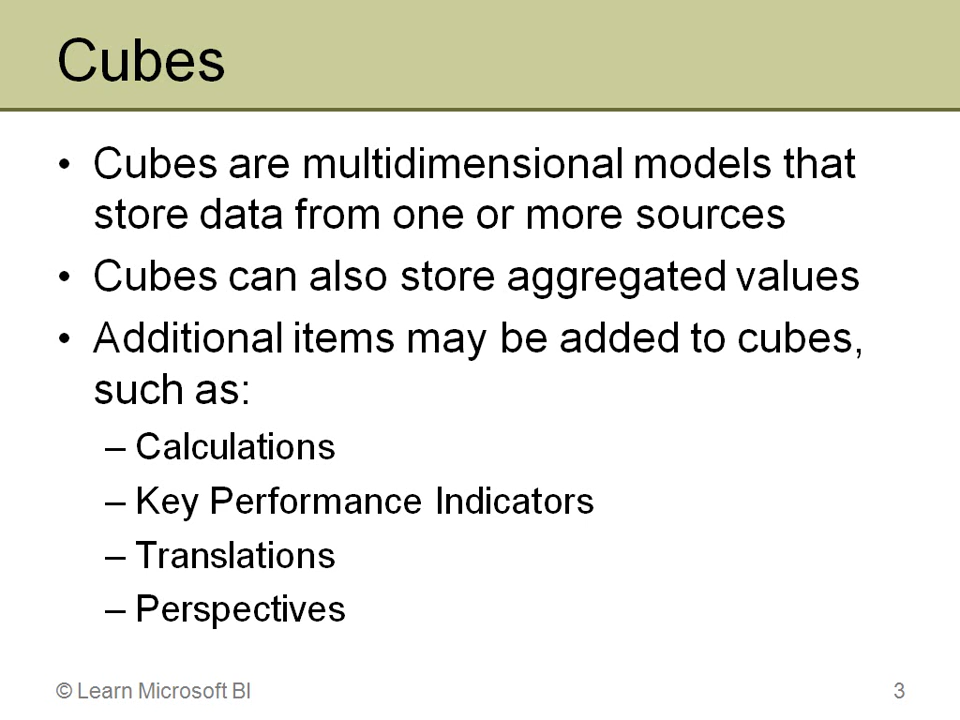 Cubes
• Cubes are multidimensional models that
store data from one or more sources
• Cubes can also store aggregated values
• Additional items may be added to cubes,
such as:
– Calculations
– Key Performance Indicators
– Translations
– Perspectives
© Learn Microsoft BI
3